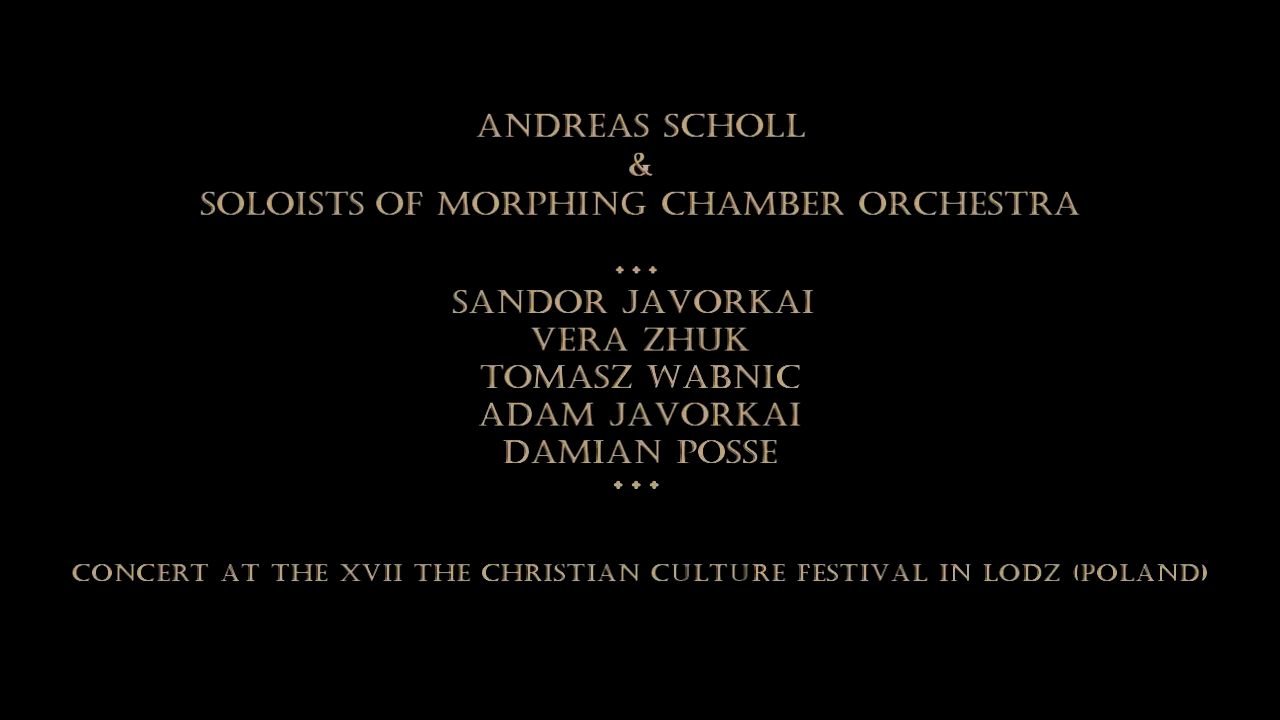 ANDREAS SCHOLL
&
SOLOISTS OF MORPHING CHAMBER ORCHESTRA
...
SANDOR JAVORKAI
VERA ZHUK
TOMASZ WABNIC
ADAM JAVORKAI
DAMIAN POSSE
...
CONCERT AT THE XVII THE CHRISTIAN CULTURE FESTIVAL IN LODZ (POLAND)